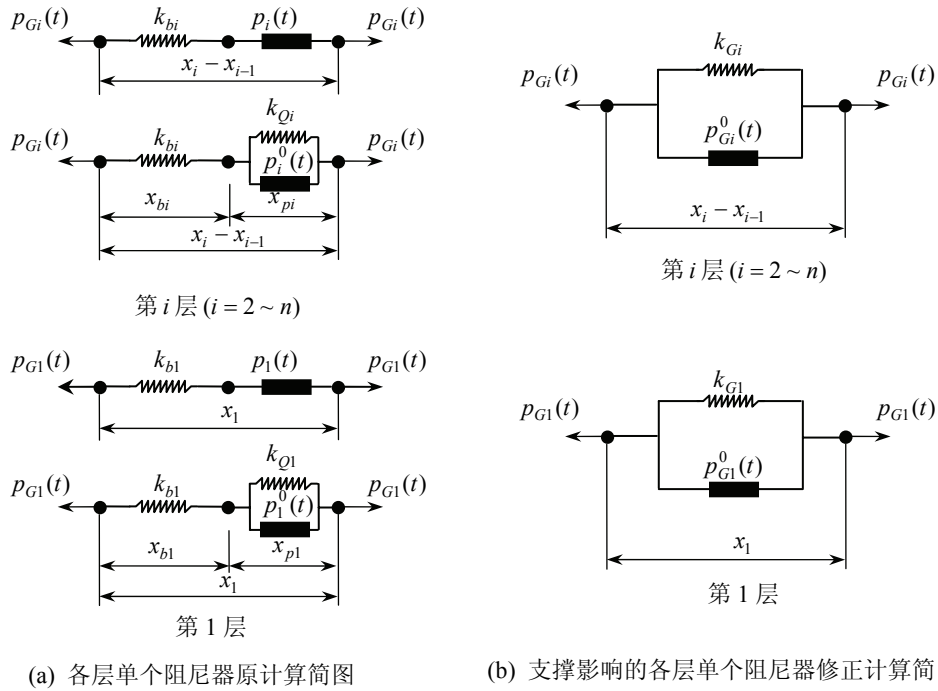 p_{Gi}(t) k_{bi} p_i(t) p_{Gi}(t)
x_i − x_{i−1}
k_{Qi}
p_{Gi}(t) k_{bi} p_i^0(t) p_{Gi}(t)
x_{bi} x_{pi}
x_i − x_{i−1}
第 i 层 (i = 2 ~ n)
p_{G1}(t) k_{b1} p_1(t) p_{G1}(t)
x_1
k_{Q1}
p_{G1}(t) k_{b1} p_1^0(t) p_{G1}(t)
x_{b1} x_{p1}
x_1
第 1 层
(a) 各层单个阻尼器原计算简图
k_{Gi}
p_{Gi}(t) p_{Gi}(t)
p_{Gi}^0(t)
x_i − x_{i−1}
第 i 层 (i = 2 ~ n)
k_{G1}
p_{G1}(t) p_{G1}(t)
p_{G1}^0(t)
x_1
第 1 层
(b) 支撑影响的各层单个阻尼器修正计算简